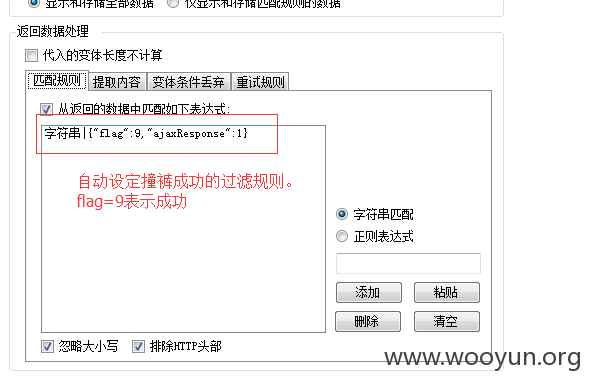 显示和存储全部数据 仅显示和存储匹配规则的数据
返回数据处理
代入的变体长度不计算
匹配规则 提取内容 变体条件丢弃 重试规则
从返回的数据中匹配如下表达式:
字符串|{"flag":9,"ajaxResponse":1}
自动设定撞裤成功的过滤规则。
flag=9表示成功
字符串匹配
正则表达式
添加 粘贴
删除 清空
忽略大小写 排除HTTP头部
www.wooyun.org